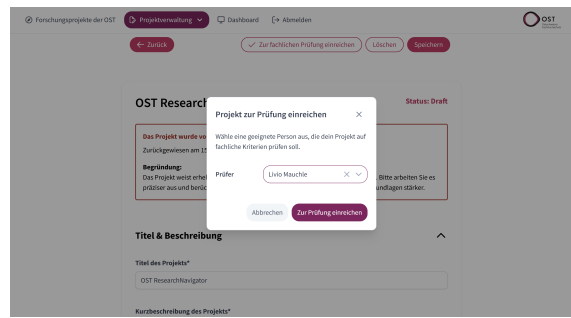 Forschungsprojekte der OST Projektverwaltung Dashboard Abmelden OST
Zurück Zur fachlichen Prüfung einreichen Löschen Speichern
OST Research Status: Draft
Projekt zur Prüfung einreichen
Das Projekt wurde vo
Wähle eine geeignete Person aus, die dein Projekt auf
fachliche Kriterien prüfen soll.
Zurückgewiesen am 15
Begründung:
Das Projekt weist erhel Bitte arbeiten Sie es
präziser aus und berüc undlagen stärker.
Prüfer Livio Mauchle
Abbrechen Zur Prüfung einreichen
Titel & Beschreibung
Titel des Projekts*
OST ResearchNavigator
Kurzbeschreibung des Projekts*